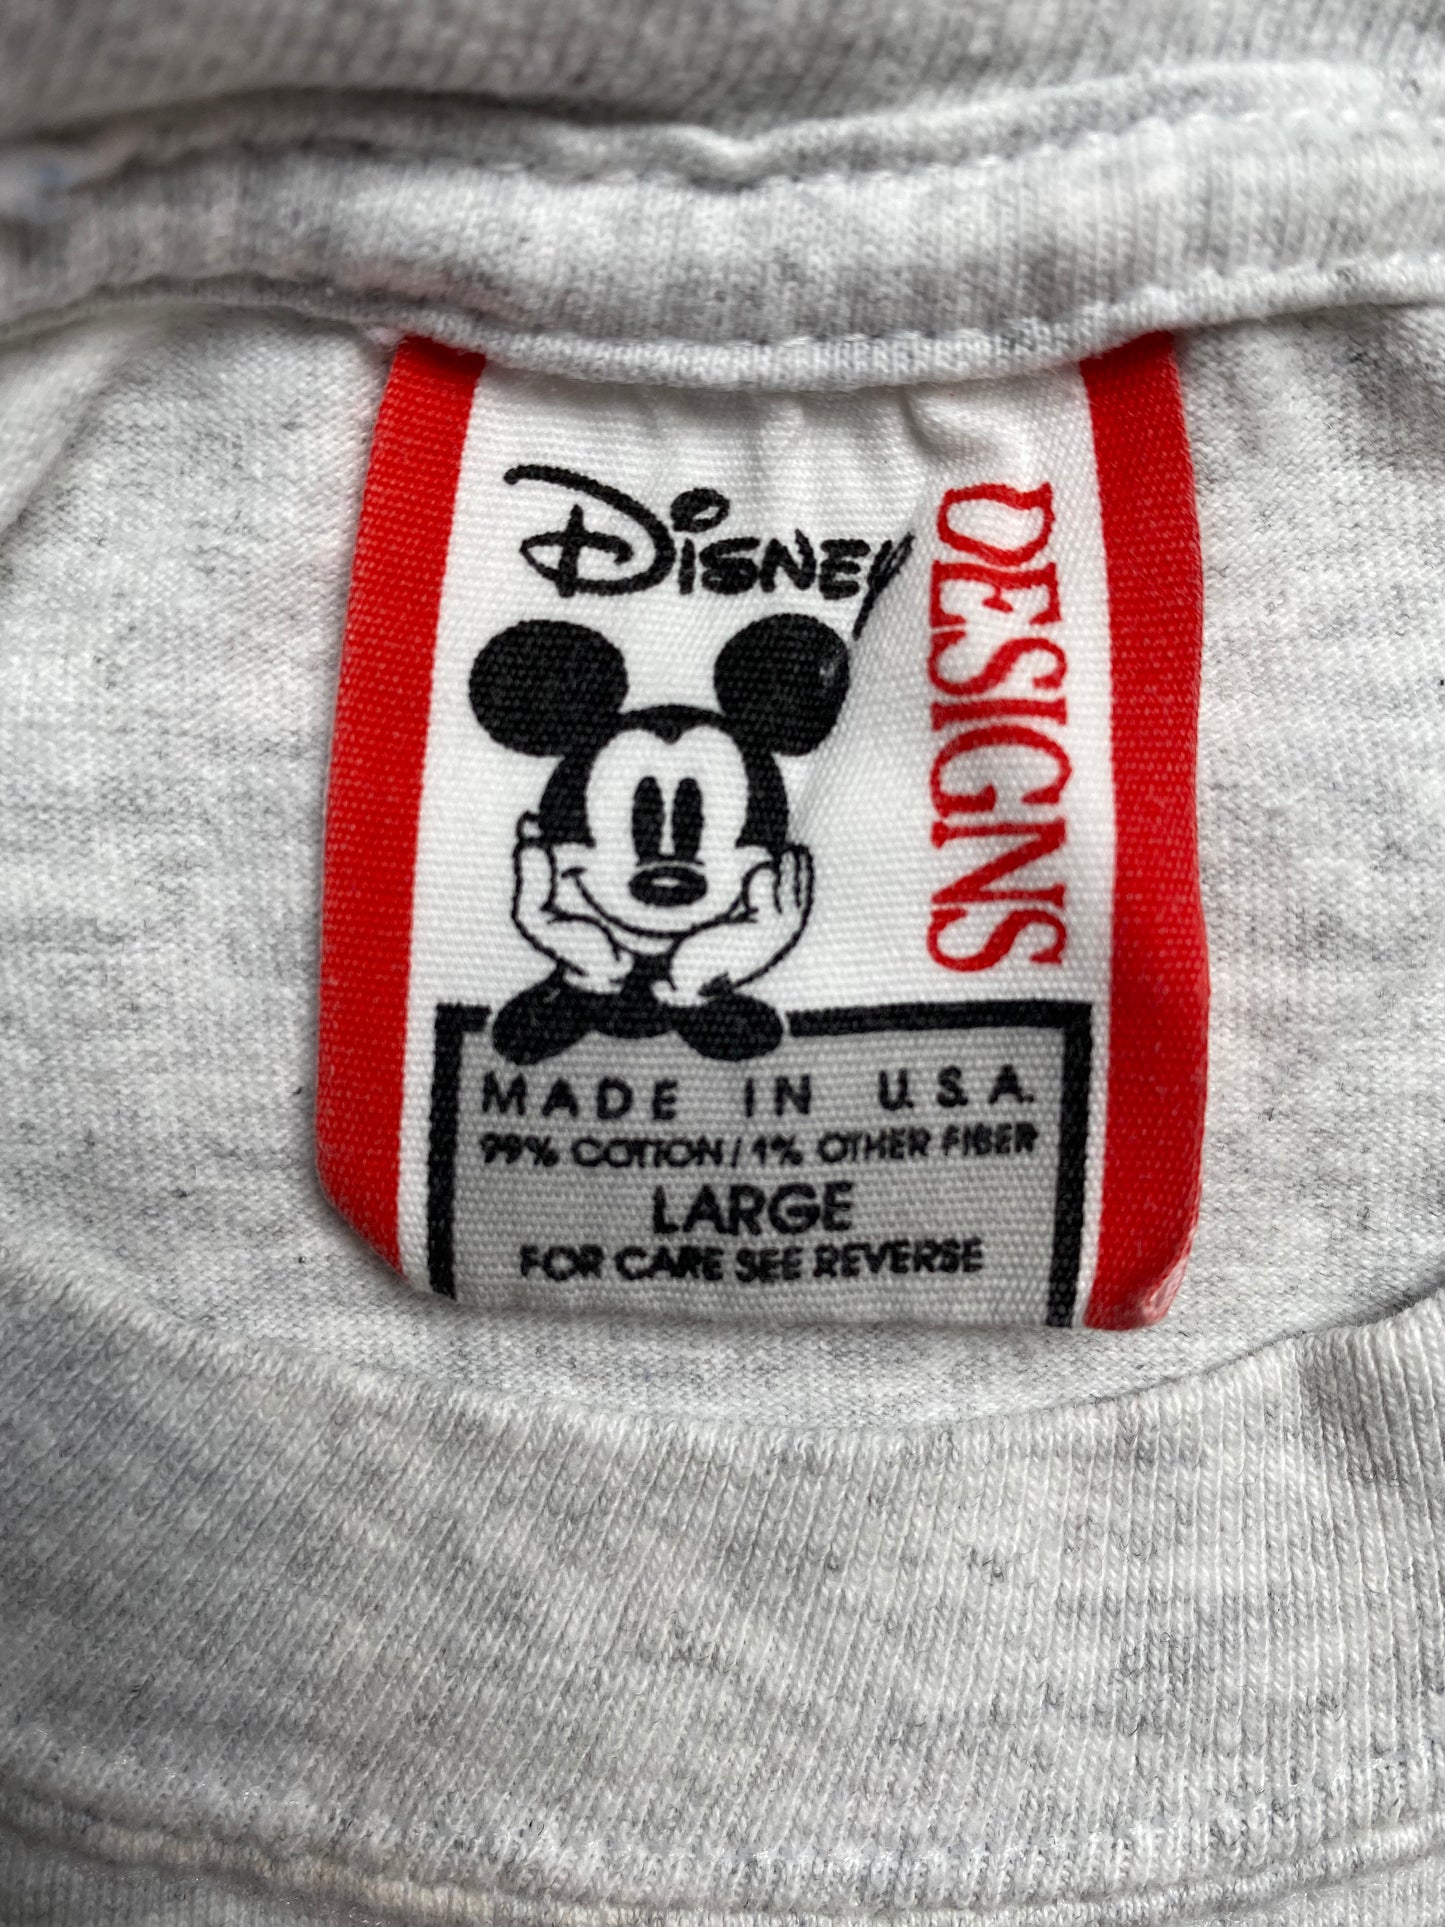 Disney
DESIGNS
MADE IN U.S.A.
99% COTTON/1% OTHER FIBER
LARGE
FOR CARE SEE REVERSE